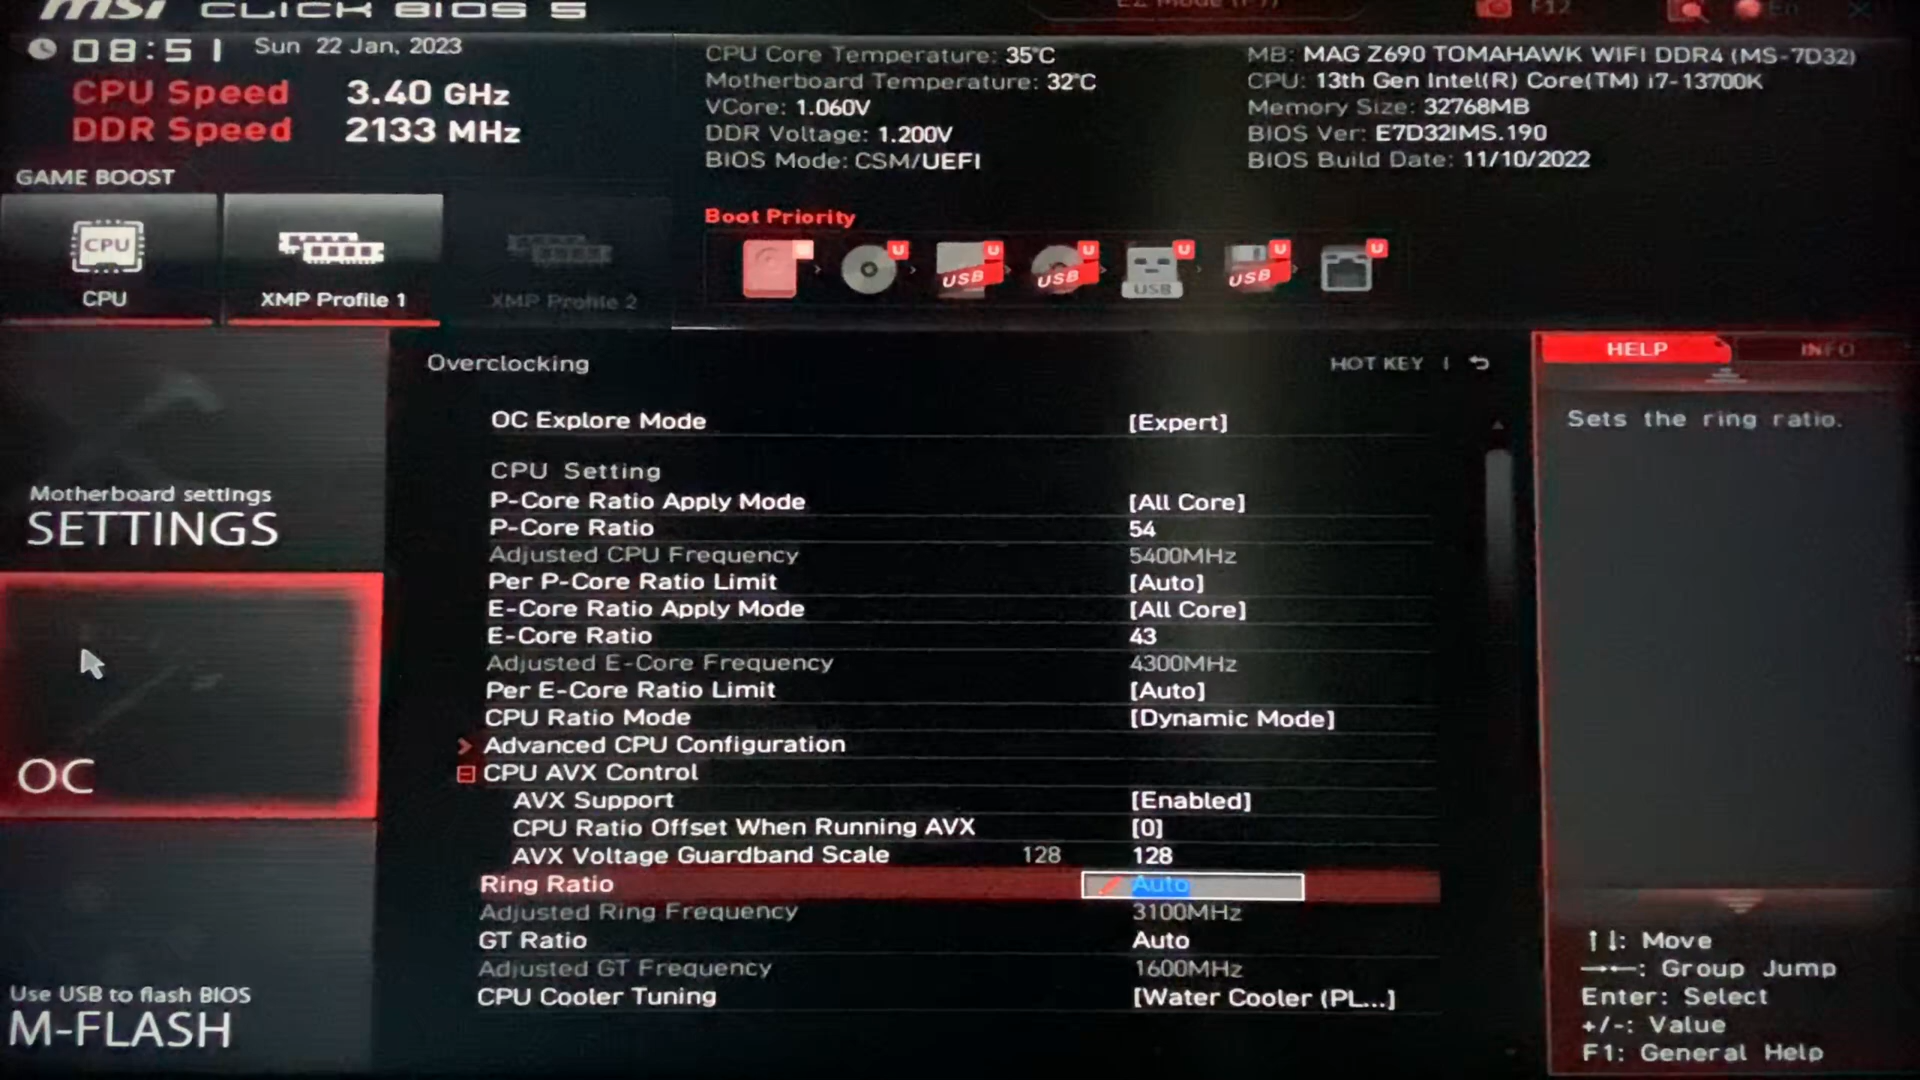 msi CLICK BIOS 5
EZ Mode (F7)
F12
En
08:51
Sun 22 Jan, 2023
CPU Speed 3.40 GHz
DDR Speed 2133 MHz
CPU Core Temperature: 35°C
Motherboard Temperature: 32°C
VCore: 1.060V
DDR Voltage: 1.200V
BIOS Mode: CSM/UEFI
MB: MAG Z690 TOMAHAWK WIFI DDR4 (MS-7D32)
CPU: 13th Gen Intel(R) Core(TM) i7-13700K
Memory Size: 32768MB
BIOS Ver: E7D32IMS.190
BIOS Build Date: 11/10/2022
GAME BOOST
CPU
CPU
XMP Profile 1
XMP Profile 2
Boot Priority
U
U USB
U USB
U USB
U USB
U
Motherboard settings
SETTINGS
OC
Use USB to flash BIOS
M-FLASH
Overclocking
HOT KEY
OC Explore Mode [Expert]
CPU Setting
P-Core Ratio Apply Mode [All Core]
P-Core Ratio 54
Adjusted CPU Frequency 5400MHz
Per P-Core Ratio Limit [Auto]
E-Core Ratio Apply Mode [All Core]
E-Core Ratio 43
Adjusted E-Core Frequency 4300MHz
Per E-Core Ratio Limit [Auto]
CPU Ratio Mode [Dynamic Mode]
Advanced CPU Configuration
CPU AVX Control
AVX Support [Enabled]
CPU Ratio Offset When Running AVX [0]
AVX Voltage Guardband Scale 128 128
Ring Ratio Auto
Adjusted Ring Frequency 3100MHz
GT Ratio Auto
Adjusted GT Frequency 1600MHz
CPU Cooler Tuning [Water Cooler (PL...]
HELP
INFO
Sets the ring ratio.
↑↓: Move
→←: Group Jump
Enter: Select
+/-: Value
F1: General Help